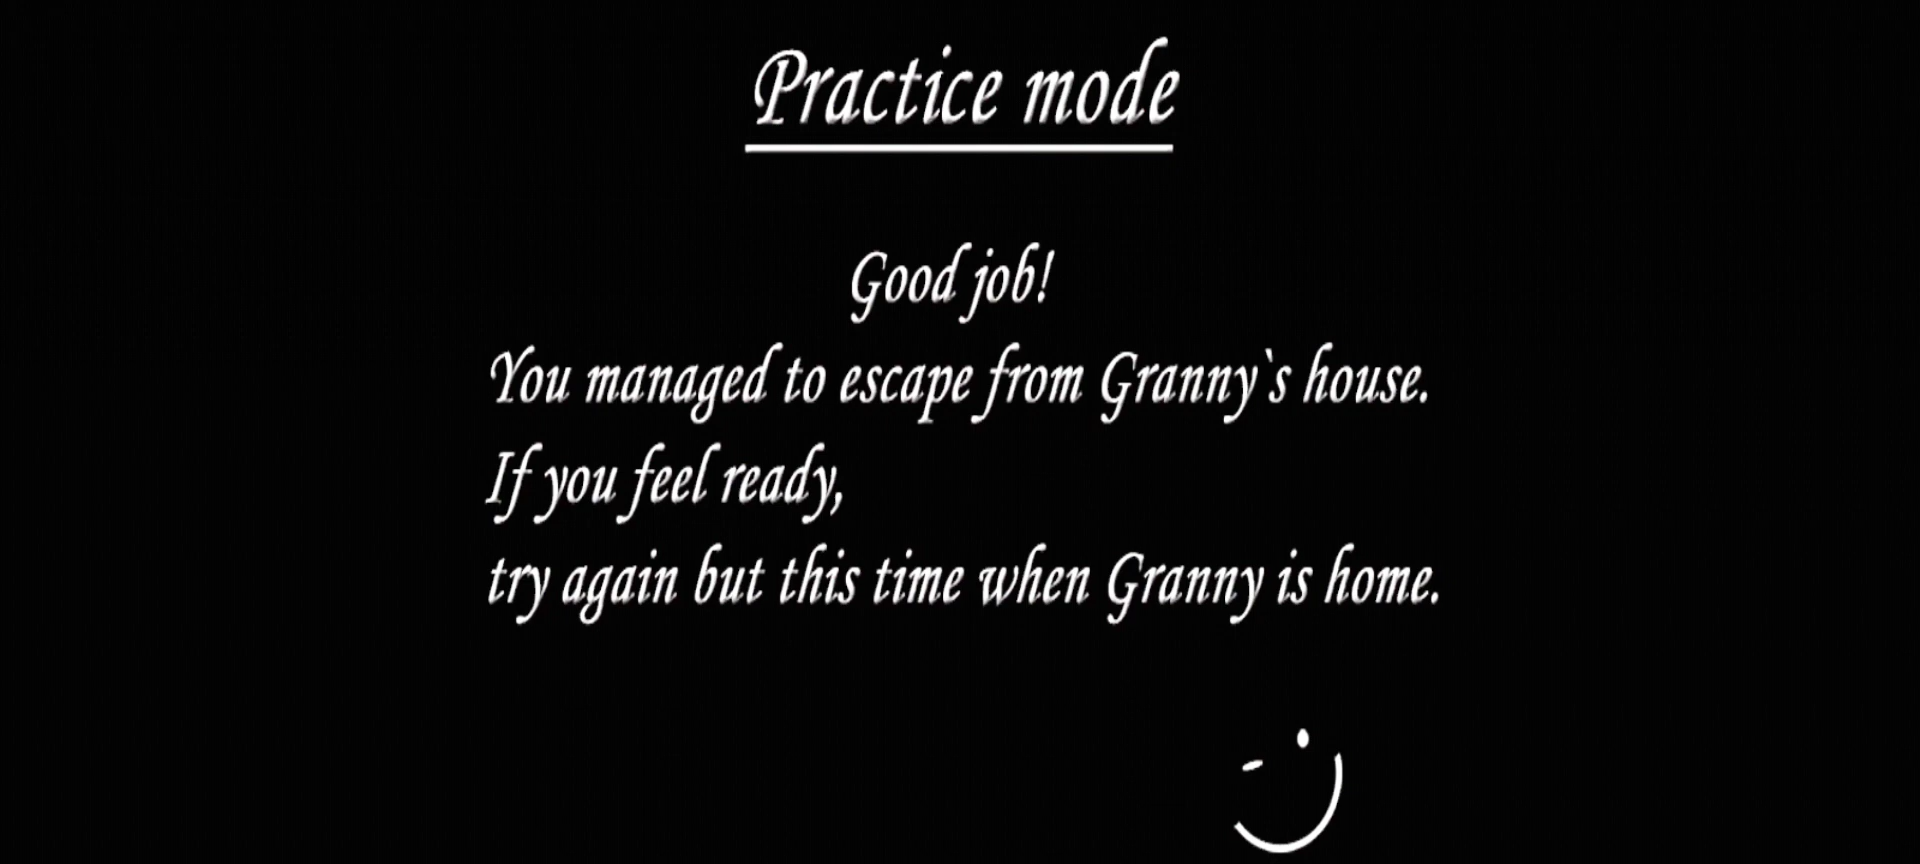 Practice mode
Good job!
You managed to escape from Granny`s house.
If you feel ready,
try again but this time when Granny is home.